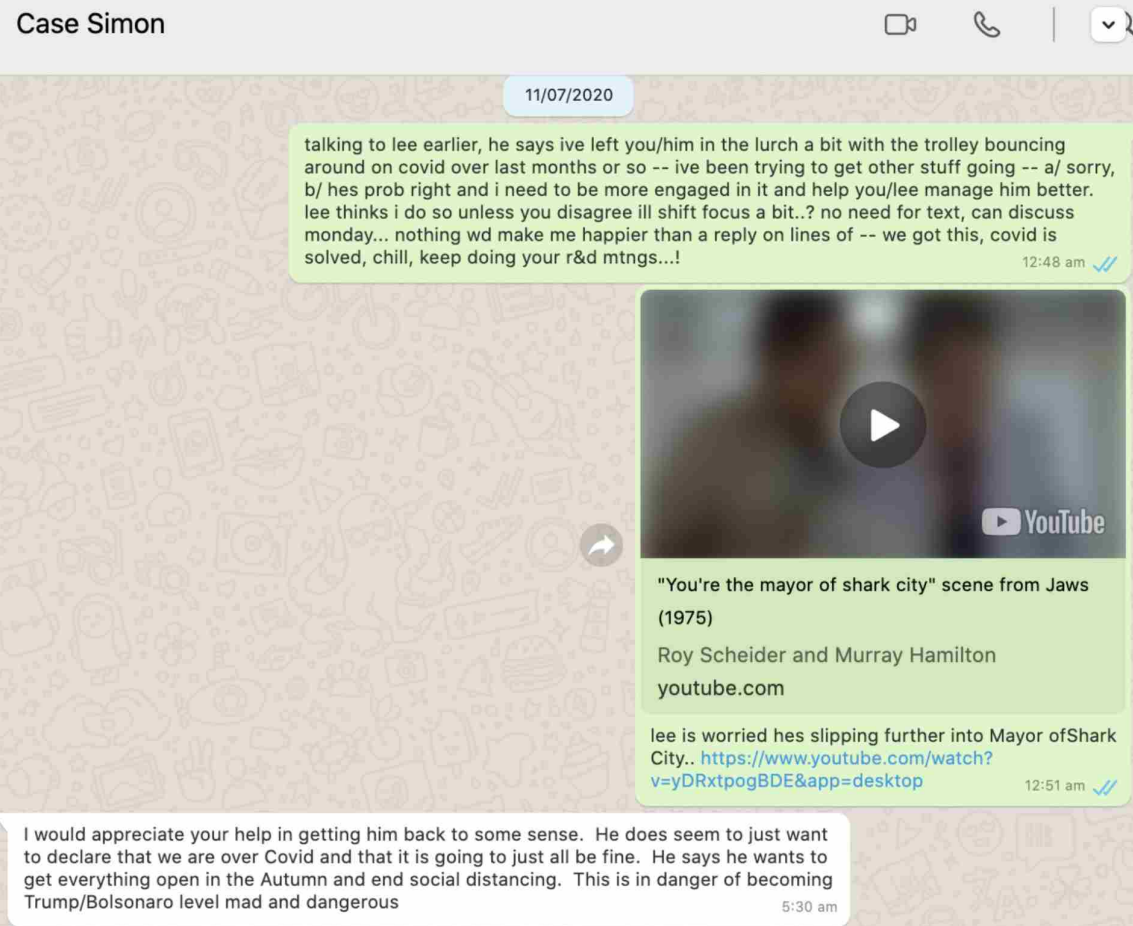 Case Simon
11/07/2020
talking to lee earlier, he says ive left you/him in the lurch a bit with the trolley bouncing
around on covid over last months or so -- ive been trying to get other stuff going -- a/ sorry,
b/ hes prob right and i need to be more engaged in it and help you/lee manage him better.
lee thinks i do so unless you disagree ill shift focus a bit..? no need for text, can discuss
monday... nothing wd make me happier than a reply on lines of -- we got this, covid is
solved, chill, keep doing your r&d mtngs...!
12:48 am
YouTube
"You're the mayor of shark city" scene from Jaws
(1975)
Roy Scheider and Murray Hamilton
youtube.com
lee is worried hes slipping further into Mayor ofShark
City.. https://www.youtube.com/watch?
v=yDRxtpogBDE&app=desktop
12:51 am
I would appreciate your help in getting him back to some sense.  He does seem to just want
to declare that we are over Covid and that it is going to just all be fine.  He says he wants to
get everything open in the Autumn and end social distancing.  This is in danger of becoming
Trump/Bolsonaro level mad and dangerous
5:30 am